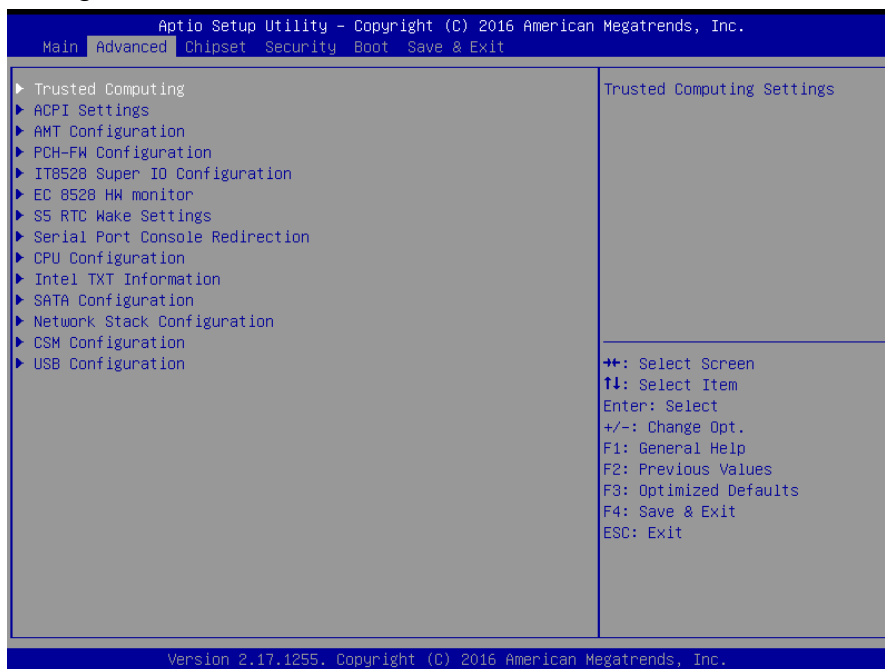 Aptio Setup Utility – Copyright (C) 2016 American Megatrends, Inc.
Main Advanced Chipset Security Boot Save & Exit
Trusted Computing
ACPI Settings
AMT Configuration
PCH-FW Configuration
IT8528 Super IO Configuration
EC 8528 HW monitor
S5 RTC Wake Settings
Serial Port Console Redirection
CPU Configuration
Intel TXT Information
SATA Configuration
Network Stack Configuration
CSM Configuration
USB Configuration
Trusted Computing Settings
→←: Select Screen
↑↓: Select Item
Enter: Select
+/-: Change Opt.
F1: General Help
F2: Previous Values
F3: Optimized Defaults
F4: Save & Exit
ESC: Exit
Version 2.17.1255. Copyright (C) 2016 American Megatrends, Inc.